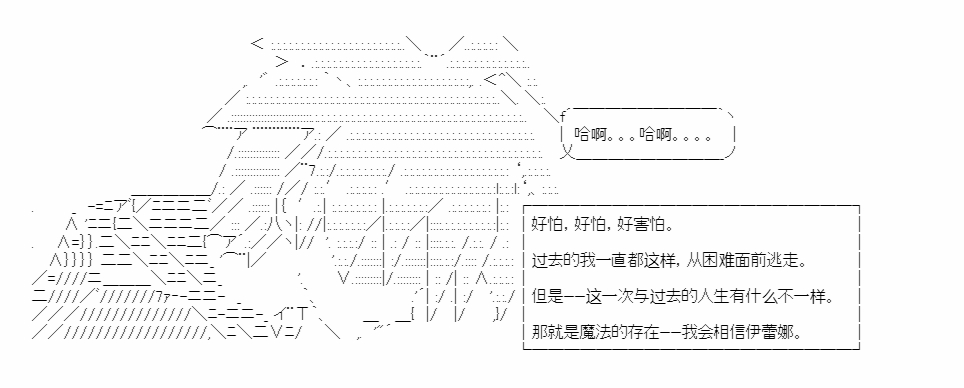 哈啊。。。哈啊。。。。
好怕，好怕，好害怕。
过去的我一直都这样，从困难面前逃走。
但是——这一次与过去的人生有什么不一样。
那就是魔法的存在——我会相信伊蕾娜。